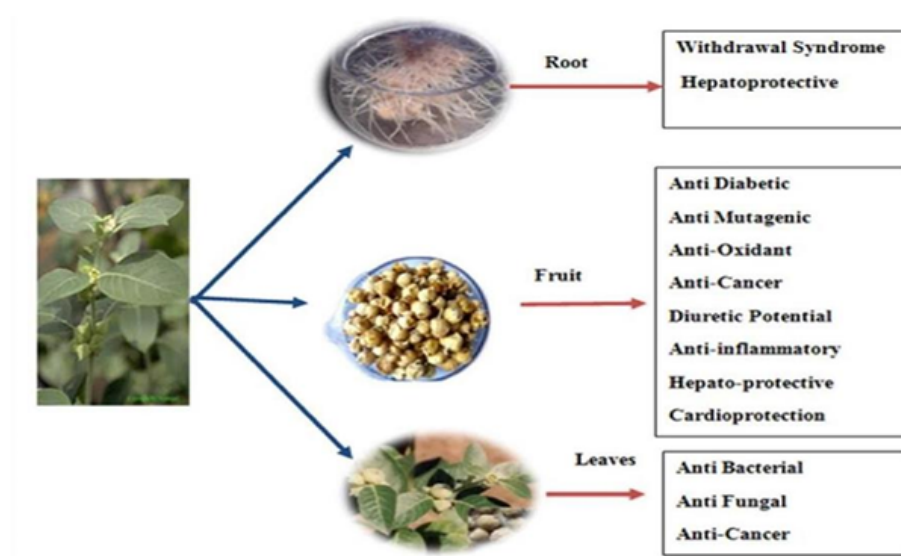 Root
Withdrawal Syndrome
Hepatoprotective
Fruit
Anti Diabetic
Anti Mutagenic
Anti-Oxidant
Anti-Cancer
Diuretic Potential
Anti-inflammatory
Hepato-protective
Cardioprotection
Leaves
Anti Bacterial
Anti Fungal
Anti-Cancer